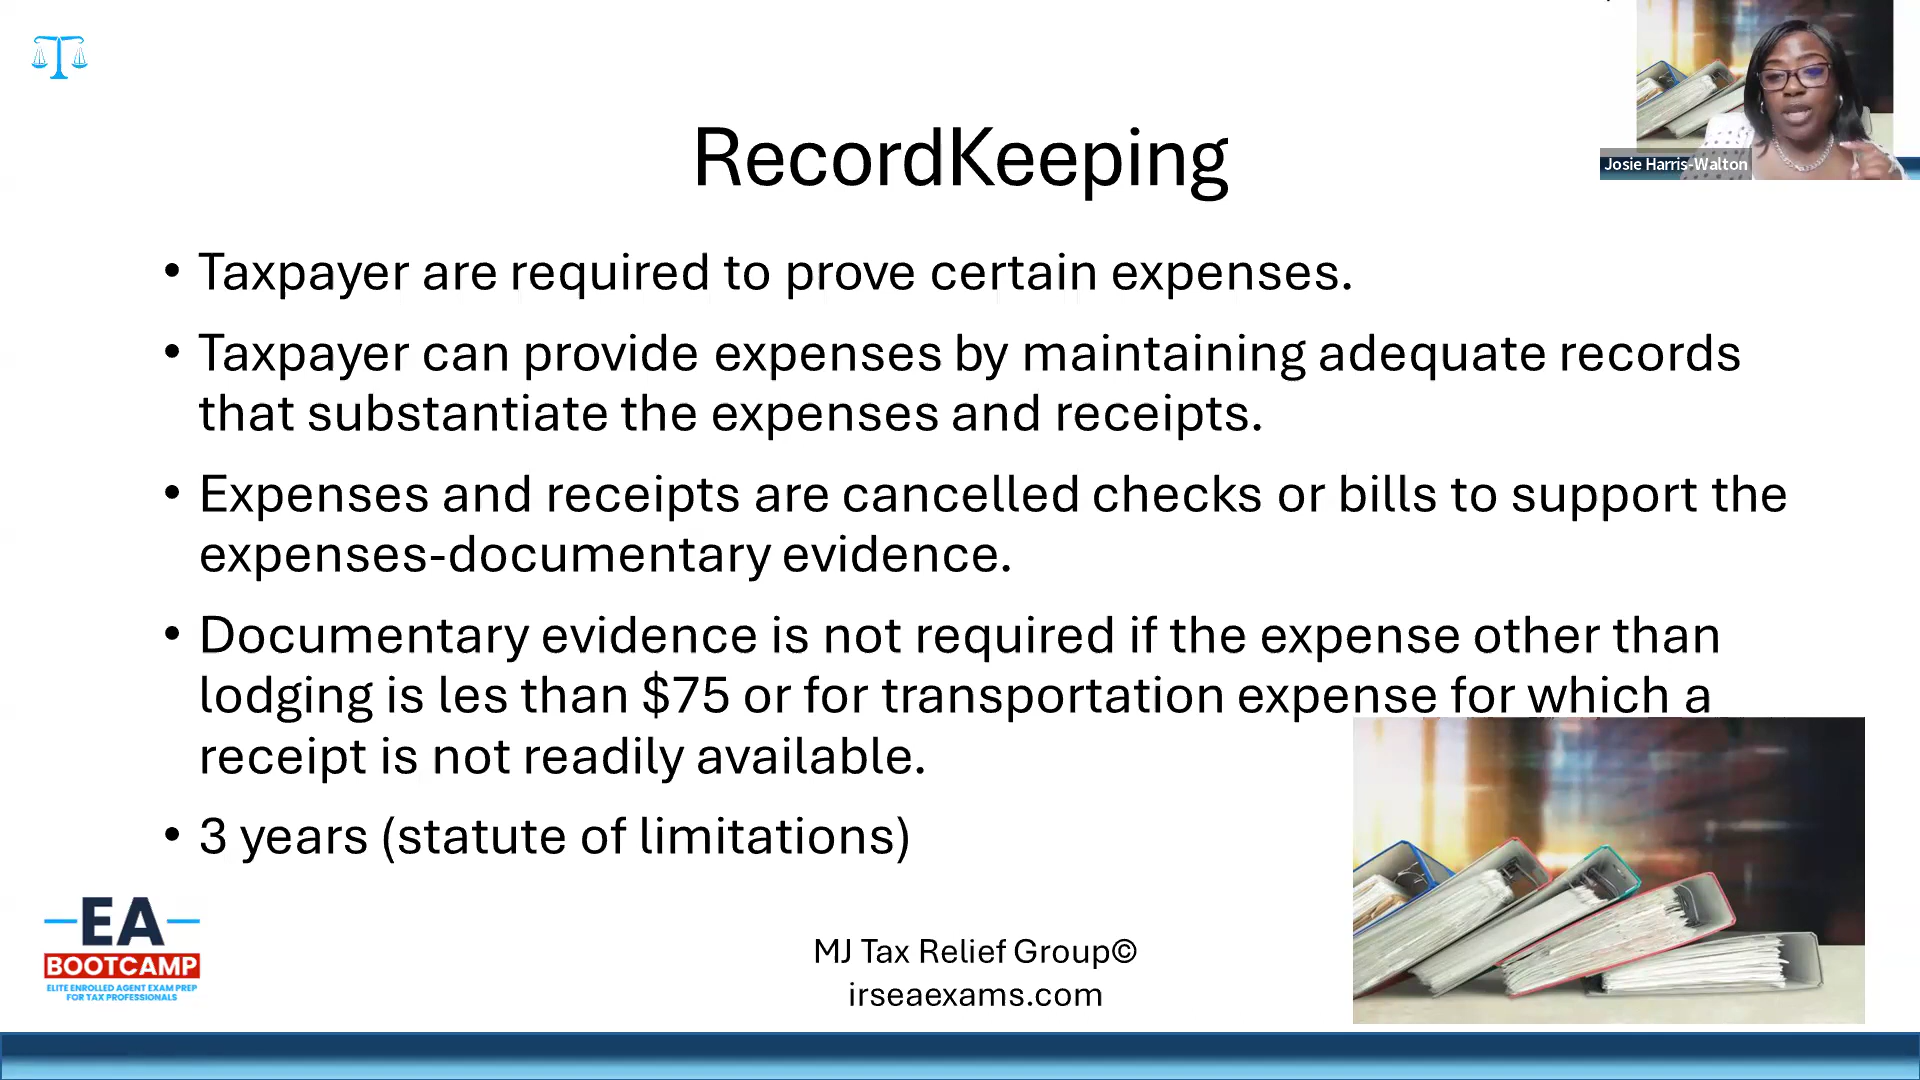 Josie Harris-Walton
RecordKeeping
• Taxpayer are required to prove certain expenses.
• Taxpayer can provide expenses by maintaining adequate records
that substantiate the expenses and receipts.
• Expenses and receipts are cancelled checks or bills to support the
expenses-documentary evidence.
• Documentary evidence is not required if the expense other than
lodging is less than $75 or for transportation expense for which a
receipt is not readily available.
• 3 years (statute of limitations)
EA
BOOTCAMP
ELITE ENROLLED AGENT EXAM PREP
FOR TAX PROFESSIONALS
MJ Tax Relief Group©
irseaexams.com